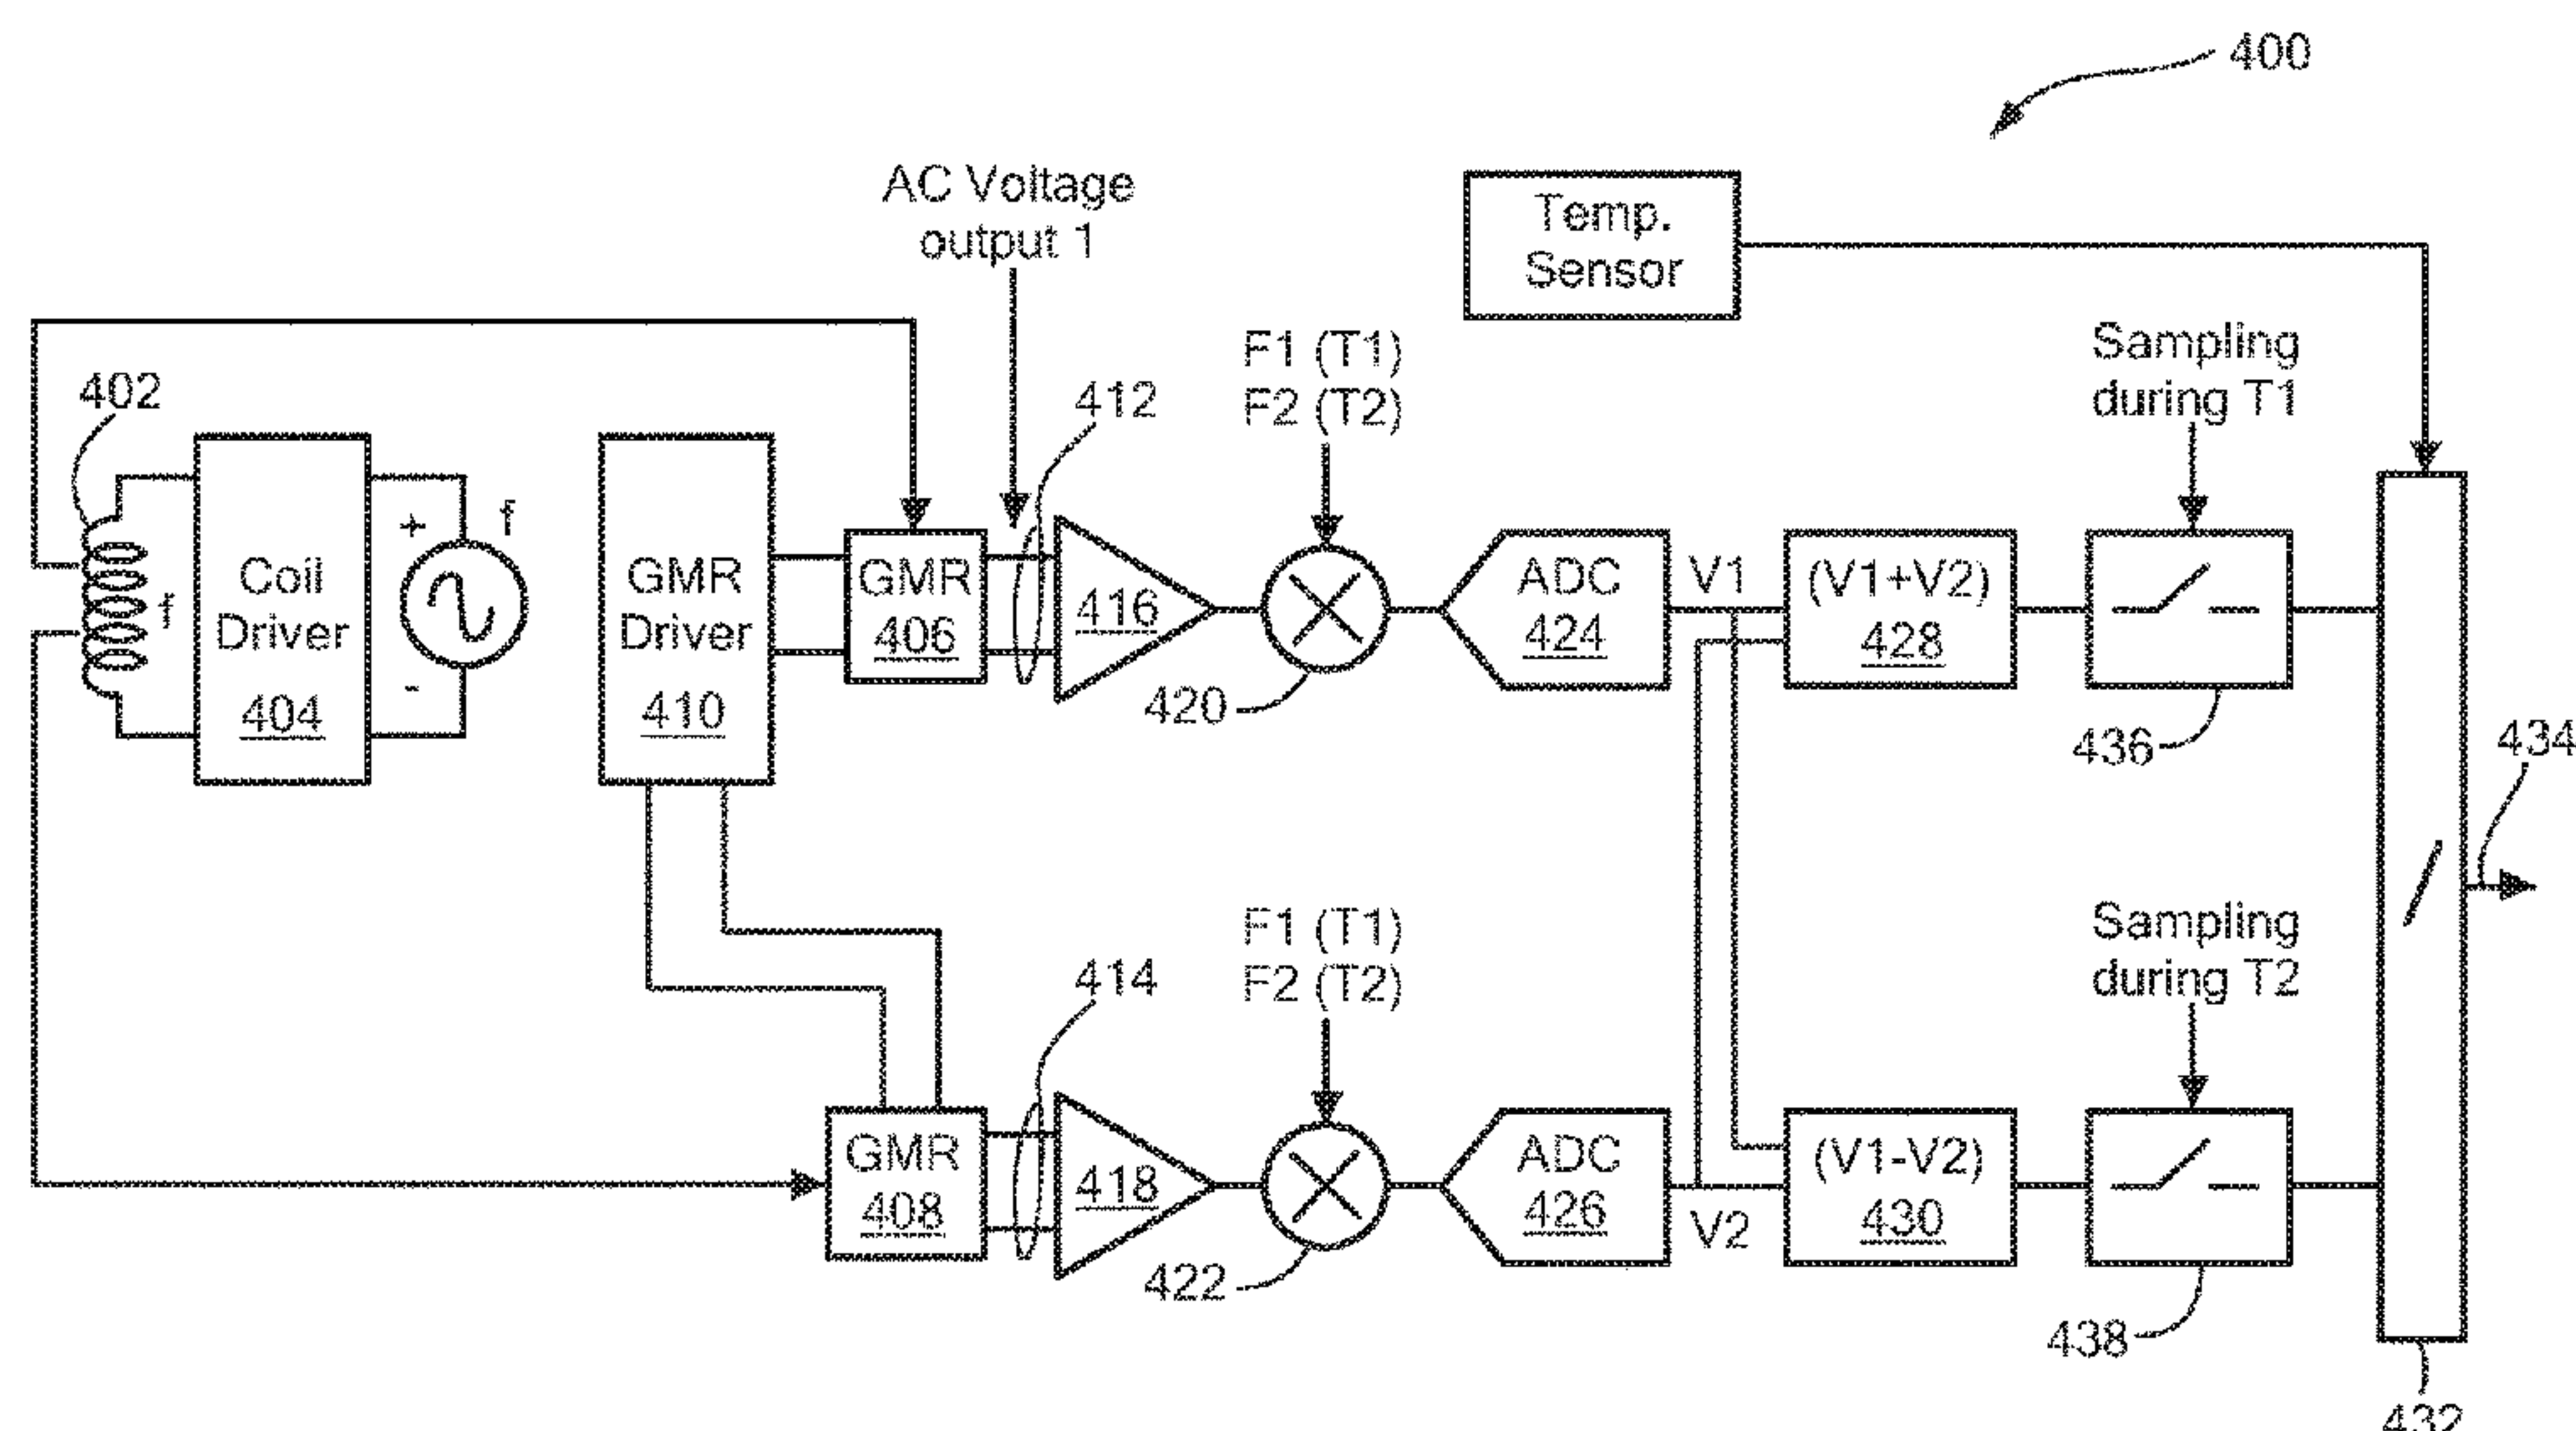 400
AC Voltage
output 1
Temp.
Sensor
F1 (T1)
F2 (T2)
Sampling
during T1
402
412
f
f
+
-
Coil
Driver
404
GMR
Driver
410
GMR
406
416
420
ADC
424
V1
(V1+V2)
428
436
434
F1 (T1)
F2 (T2)
Sampling
during T2
414
GMR
408
418
422
ADC
426
V2
(V1-V2)
430
438
432